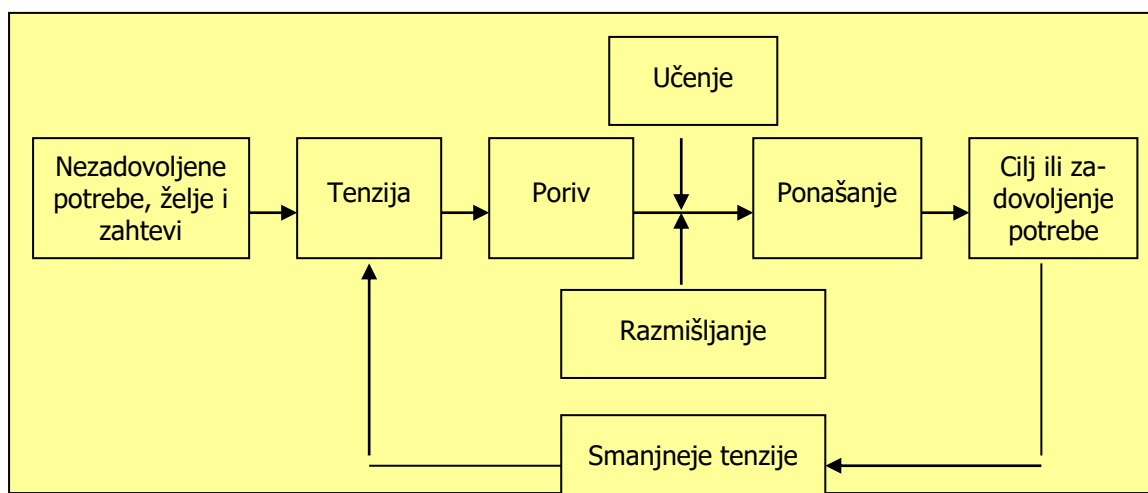 Učenje
Nezadovoljene
potrebe, želje i
zahtevi
Tenzija
Poriv
Ponašanje
Cilj ili za-
dovoljenje
potrebe
Razmišljanje
Smanjneje tenzije